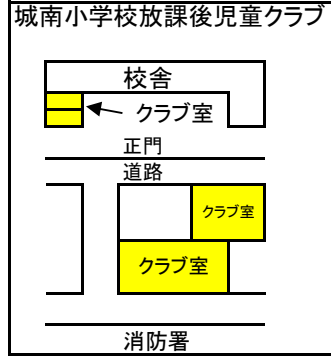 城南小学校放課後児童クラブ
校舎
クラブ室
正門
道路
クラブ室
クラブ室
消防署